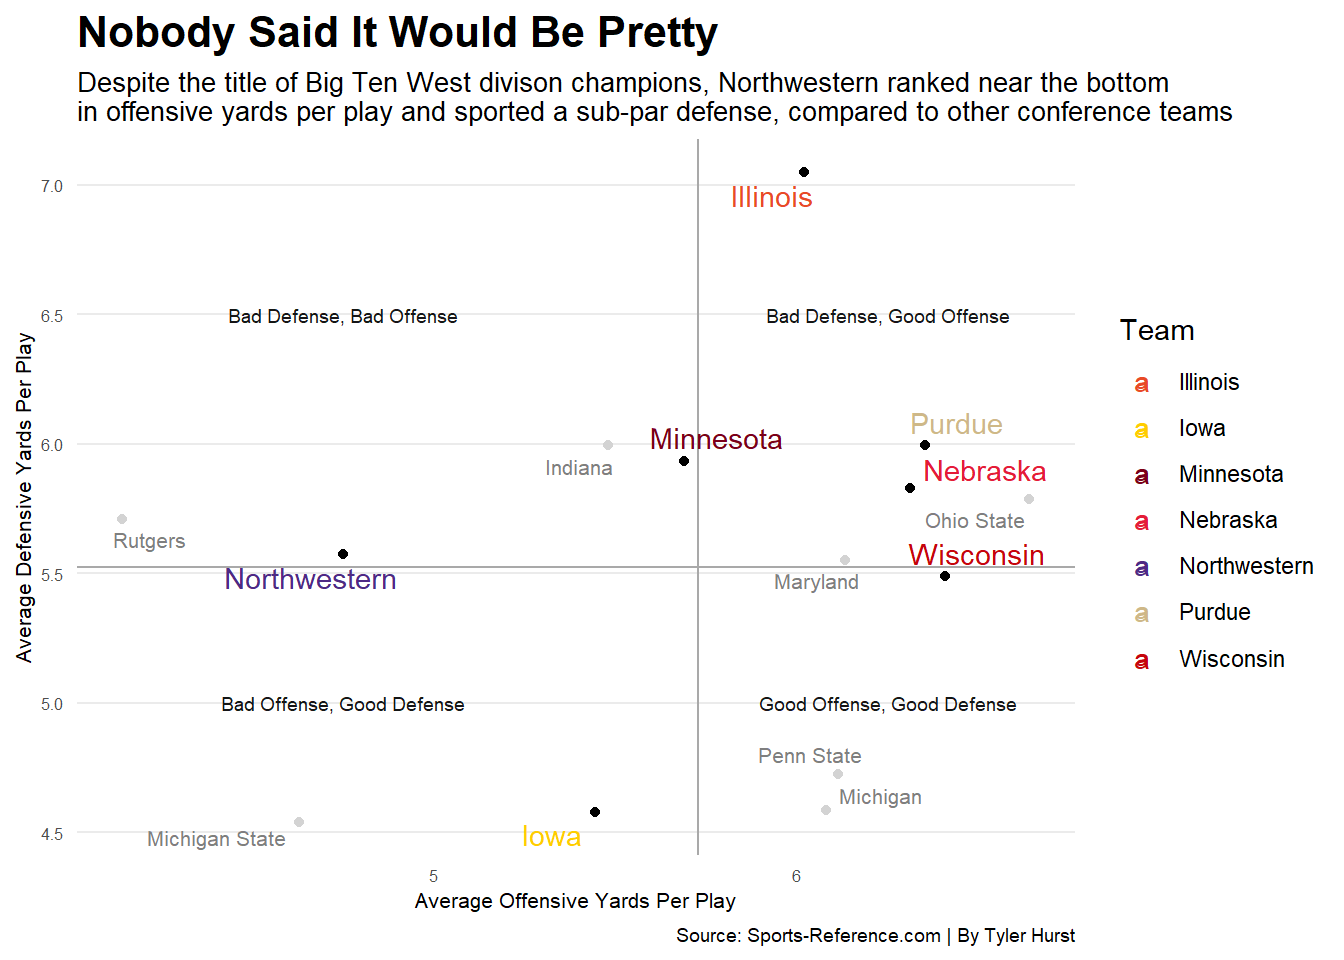 Nobody Said It Would Be Pretty
Despite the title of Big Ten West divison champions, Northwestern ranked near the bottom
in offensive yards per play and sported a sub-par defense, compared to other conference teams
7.0
Illinois
6.5
Bad Defense, Bad Offense
Bad Defense, Good Offense
Purdue
6.0
Minnesota
Indiana
Nebraska
Ohio State
Rutgers
Wisconsin
5.5
Northwestern
Maryland
5.0
Bad Offense, Good Defense
Good Offense, Good Defense
Penn State
Michigan
4.5
Michigan State
Iowa
5
6
Average Defensive Yards Per Play
Average Offensive Yards Per Play
Team
a Illinois
a Iowa
a Minnesota
a Nebraska
a Northwestern
a Purdue
a Wisconsin
Source: Sports-Reference.com | By Tyler Hurst